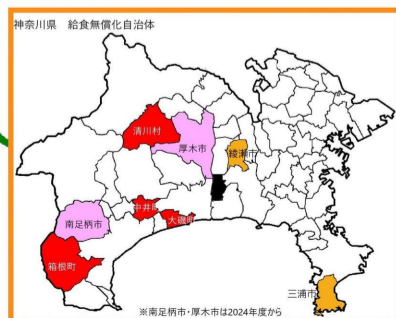 神奈川県　給食無償化自治体
清川村
厚木市
綾瀬市
中井町
大磯町
南足柄市
箱根町
三浦市
※南足柄市・厚木市は2024年度から